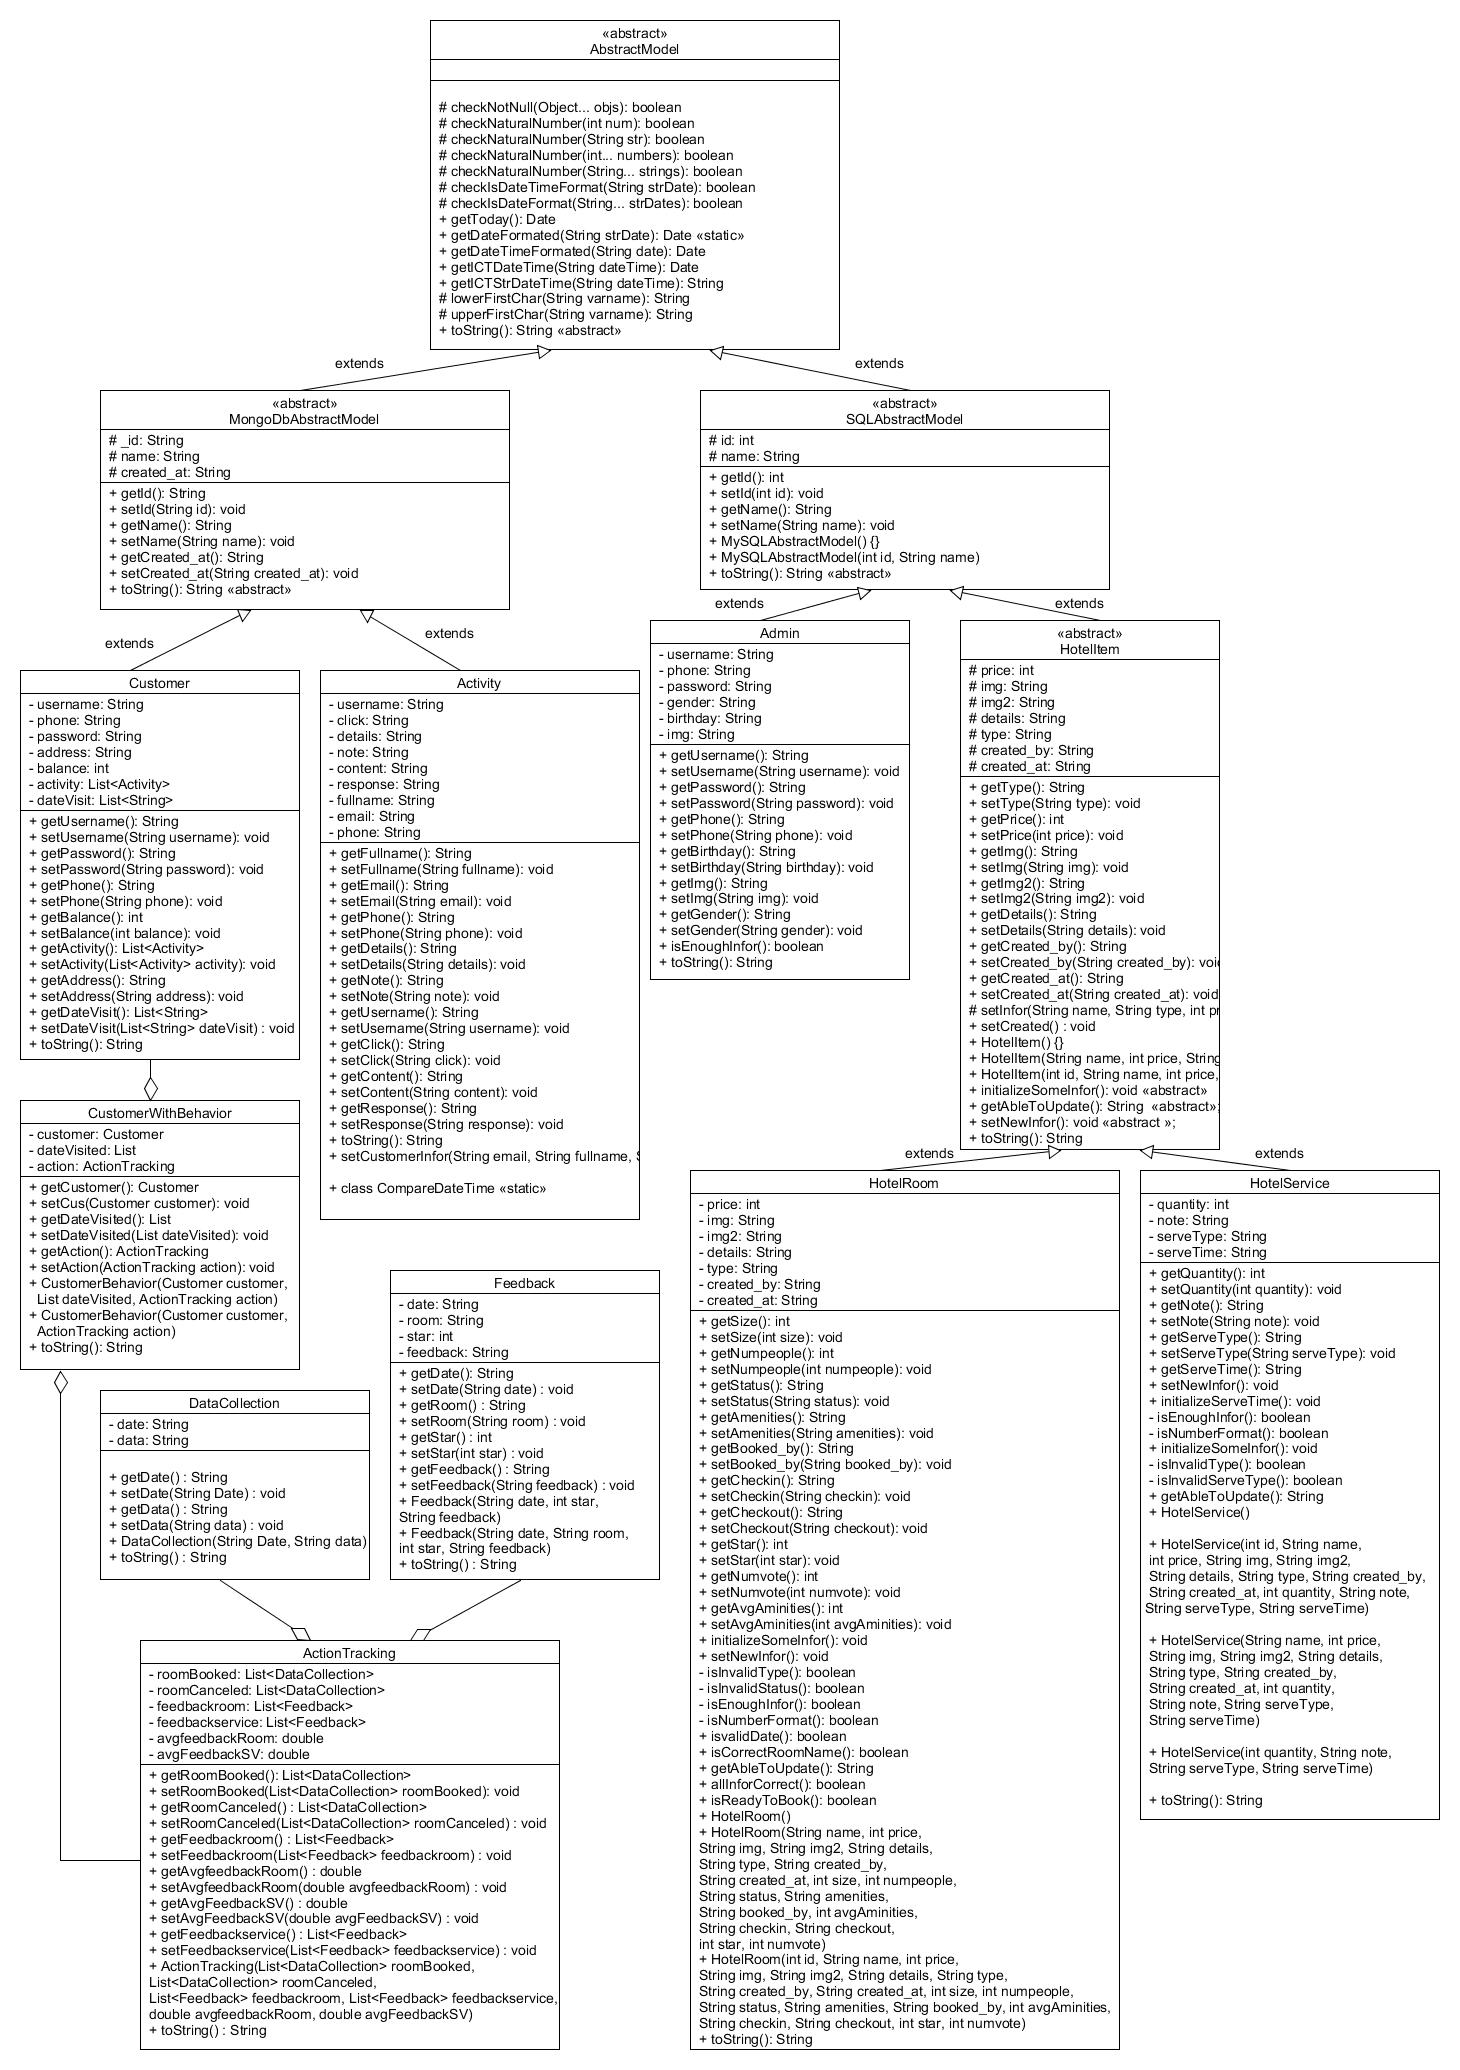 «abstract»
AbstractModel
# checkNotNull(Object... objs): boolean
# checkNaturalNumber(int num): boolean
# checkNaturalNumber(String str): boolean
# checkNaturalNumber(int... numbers): boolean
# checkNaturalNumber(String... strings): boolean
# checkIsDateTimeFormat(String strDate): boolean
# checkIsDateFormat(String... strDates): boolean
+ getToday(): Date
+ getDateFormated(String strDate): Date «static»
+ getDateTimeFormated(String date): Date
+ getICTDateTime(String dateTime): Date
+ getICTStrDateTime(String dateTime): String
# lowerFirstChar(String varname): String
# upperFirstChar(String varname): String
+ toString(): String «abstract»
extends
extends
«abstract»
MongoDbAbstractModel
# _id: String
# name: String
# created_at: String
+ getId(): String
+ setId(String id): void
+ getName(): String
+ setName(String name): void
+ getCreated_at(): String
+ setCreated_at(String created_at): void
+ toString(): String «abstract»
«abstract»
SQLAbstractModel
# id: int
# name: String
+ getId(): int
+ setId(int id): void
+ getName(): String
+ setName(String name): void
+ MySQLAbstractModel() {}
+ MySQLAbstractModel(int id, String name)
+ toString(): String «abstract»
extends
extends
extends
extends
Customer
- username: String
- phone: String
- password: String
- address: String
- balance: int
- activity: List<Activity>
- dateVisit: List<String>
+ getUsername(): String
+ setUsername(String username): void
+ getPassword(): String
+ setPassword(String password): void
+ getPhone(): String
+ setPhone(String phone): void
+ getBalance(): int
+ setBalance(int balance): void
+ getActivity(): List<Activity>
+ setActivity(List<Activity> activity): void
+ getAddress(): String
+ setAddress(String address): void
+ getDateVisit(): List<String>
+ setDateVisit(List<String> dateVisit) : void
+ toString(): String
Activity
- username: String
- click: String
- details: String
- note: String
- content: String
- response: String
- fullname: String
- email: String
- phone: String
+ getFullname(): String
+ setFullname(String fullname): void
+ getEmail(): String
+ setEmail(String email): void
+ getPhone(): String
+ setPhone(String phone): void
+ getDetails(): String
+ setDetails(String details): void
+ getNote(): String
+ setNote(String note): void
+ getUsername(): String
+ setUsername(String username): void
+ getClick(): String
+ setClick(String click): void
+ getContent(): String
+ setContent(String content): void
+ getResponse(): String
+ setResponse(String response): void
+ toString(): String
+ setCustomerInfor(String email, String fullname,
+ class CompareDateTime «static»
Admin
- username: String
- phone: String
- password: String
- gender: String
- birthday: String
- img: String
+ getUsername(): String
+ setUsername(String username): void
+ getPassword(): String
+ setPassword(String password): void
+ getPhone(): String
+ setPhone(String phone): void
+ getBirthday(): String
+ setBirthday(String birthday): void
+ getImg(): String
+ setImg(String img): void
+ getGender(): String
+ setGender(String gender): void
+ isEnoughInfor(): boolean
+ toString(): String
«abstract»
HotelItem
# price: int
# img: String
# img2: String
# details: String
# type: String
# created_by: String
# created_at: String
+ getType(): String
+ setType(String type): void
+ getPrice(): int
+ setPrice(int price): void
+ getImg(): String
+ setImg(String img): void
+ getImg2(): String
+ setImg2(String img2): void
+ getDetails(): String
+ setDetails(String details): void
+ getCreated_by(): String
+ setCreated_by(String created_by): void
+ getCreated_at(): String
+ setCreated_at(String created_at): void
# setInfor(String name, String type, int pr
+ setCreated() : void
+ HotelItem() {}
+ HotelItem(String name, int price, String
+ HotelItem(int id, String name, int price,
+ initializeSomeInfor(): void «abstract»
+ getAbleToUpdate(): String «abstract»;
+ setNewInfor(): void «abstract »;
+ toString(): String
extends
extends
CustomerWithBehavior
- customer: Customer
- dateVisited: List
- action: ActionTracking
+ getCustomer(): Customer
+ setCus(Customer customer): void
+ getDateVisited(): List
+ setDateVisited(List dateVisited): void
+ getAction(): ActionTracking
+ setAction(ActionTracking action): void
+ CustomerBehavior(Customer customer,
List dateVisited, ActionTracking action)
+ CustomerBehavior(Customer customer,
ActionTracking action)
+ toString(): String
DataCollection
- date: String
- data: String
+ getDate() : String
+ setDate(String Date) : void
+ getData() : String
+ setData(String data) : void
+ DataCollection(String Date, String data)
+ toString() : String
Feedback
- date: String
- room: String
- star: int
- feedback: String
+ getDate(): String
+ setDate(String date) : void
+ getRoom() : String
+ setRoom(String room) : void
+ getStar() : int
+ setStar(int star) : void
+ getFeedback() : String
+ setFeedback(String feedback) : void
+ Feedback(String date, int star,
String feedback)
+ Feedback(String date, String room,
int star, String feedback)
+ toString() : String
ActionTracking
- roomBooked: List<DataCollection>
- roomCanceled: List<DataCollection>
- feedbackroom: List<Feedback>
- feedbackservice: List<Feedback>
- avgfeedbackRoom: double
- avgFeedbackSV: double
+ getRoomBooked(): List<DataCollection>
+ setRoomBooked(List<DataCollection> roomBooked): void
+ getRoomCanceled() : List<DataCollection>
+ setRoomCanceled(List<DataCollection> roomCanceled) : void
+ getFeedbackroom() : List<Feedback>
+ setFeedbackroom(List<Feedback> feedbackroom) : void
+ getAvgfeedbackRoom() : double
+ setAvgfeedbackRoom(double avgfeedbackRoom) : void
+ getAvgFeedbackSV() : double
+ setAvgFeedbackSV(double avgFeedbackSV) : void
+ getFeedbackservice() : List<Feedback>
+ setFeedbackservice(List<Feedback> feedbackservice) : void
+ ActionTracking(List<DataCollection> roomBooked,
List<DataCollection> roomCanceled,
List<Feedback> feedbackroom, List<Feedback> feedbackservice,
double avgfeedbackRoom, double avgFeedbackSV)
+ toString() : String
HotelRoom
- price: int
- img: String
- img2: String
- details: String
- type: String
- created_by: String
- created_at: String
+ getSize(): int
+ setSize(int size): void
+ getNumpeople(): int
+ setNumpeople(int numpeople): void
+ getStatus(): String
+ setStatus(String status): void
+ getAmenities(): String
+ setAmenities(String amenities): void
+ getBooked_by(): String
+ setBooked_by(String booked_by): void
+ getCheckin(): String
+ setCheckin(String checkin): void
+ getCheckout(): String
+ setCheckout(String checkout): void
+ getStar(): int
+ setStar(int star): void
+ getNumvote(): int
+ setNumvote(int numvote): void
+ getAvgAminities(): int
+ setAvgAminities(int avgAminities): void
+ initializeSomeInfor(): void
+ setNewInfor(): void
- isInvalidType(): boolean
- isInvalidStatus(): boolean
- isEnoughInfor(): boolean
- isNumberFormat(): boolean
+ isvalidDate(): boolean
+ isCorrectRoomName(): boolean
+ getAbleToUpdate(): String
+ allInforCorrect(): boolean
+ isReadyToBook(): boolean
+ HotelRoom()
+ HotelRoom(String name, int price,
String img, String img2, String details,
String type, String created_by,
String created_at, int size, int numpeople,
String status, String amenities,
String booked_by, int avgAminities,
String checkin, String checkout,
int star, int numvote)
+ HotelRoom(int id, String name, int price,
String img, String img2, String details, String type,
String created_by, String created_at, int size, int numpeople,
String status, String amenities, String booked_by, int avgAminities,
String checkin, String checkout, int star, int numvote)
+ toString(): String
HotelService
- quantity: int
- note: String
- serveType: String
- serveTime: String
+ getQuantity(): int
+ setQuantity(int quantity): void
+ getNote(): String
+ setNote(String note): void
+ getServeType(): String
+ setServeType(String serveType): void
+ getServeTime(): String
+ setNewInfor(): void
+ initializeServeTime(): void
- isEnoughInfor(): boolean
- isNumberFormat(): boolean
+ initializeSomeInfor(): void
- isInvalidType(): boolean
- isInvalidServeType(): boolean
+ getAbleToUpdate(): String
+ HotelService()
+ HotelService(int id, String name,
int price, String img, String img2,
String details, String type, String created_by,
String created_at, int quantity, String note,
String serveType, String serveTime)
+ HotelService(String name, int price,
String img, String img2, String details,
String type, String created_by,
String created_at, int quantity,
String note, String serveType,
String serveTime)
+ HotelService(int quantity, String note,
String serveType, String serveTime)
+ toString(): String